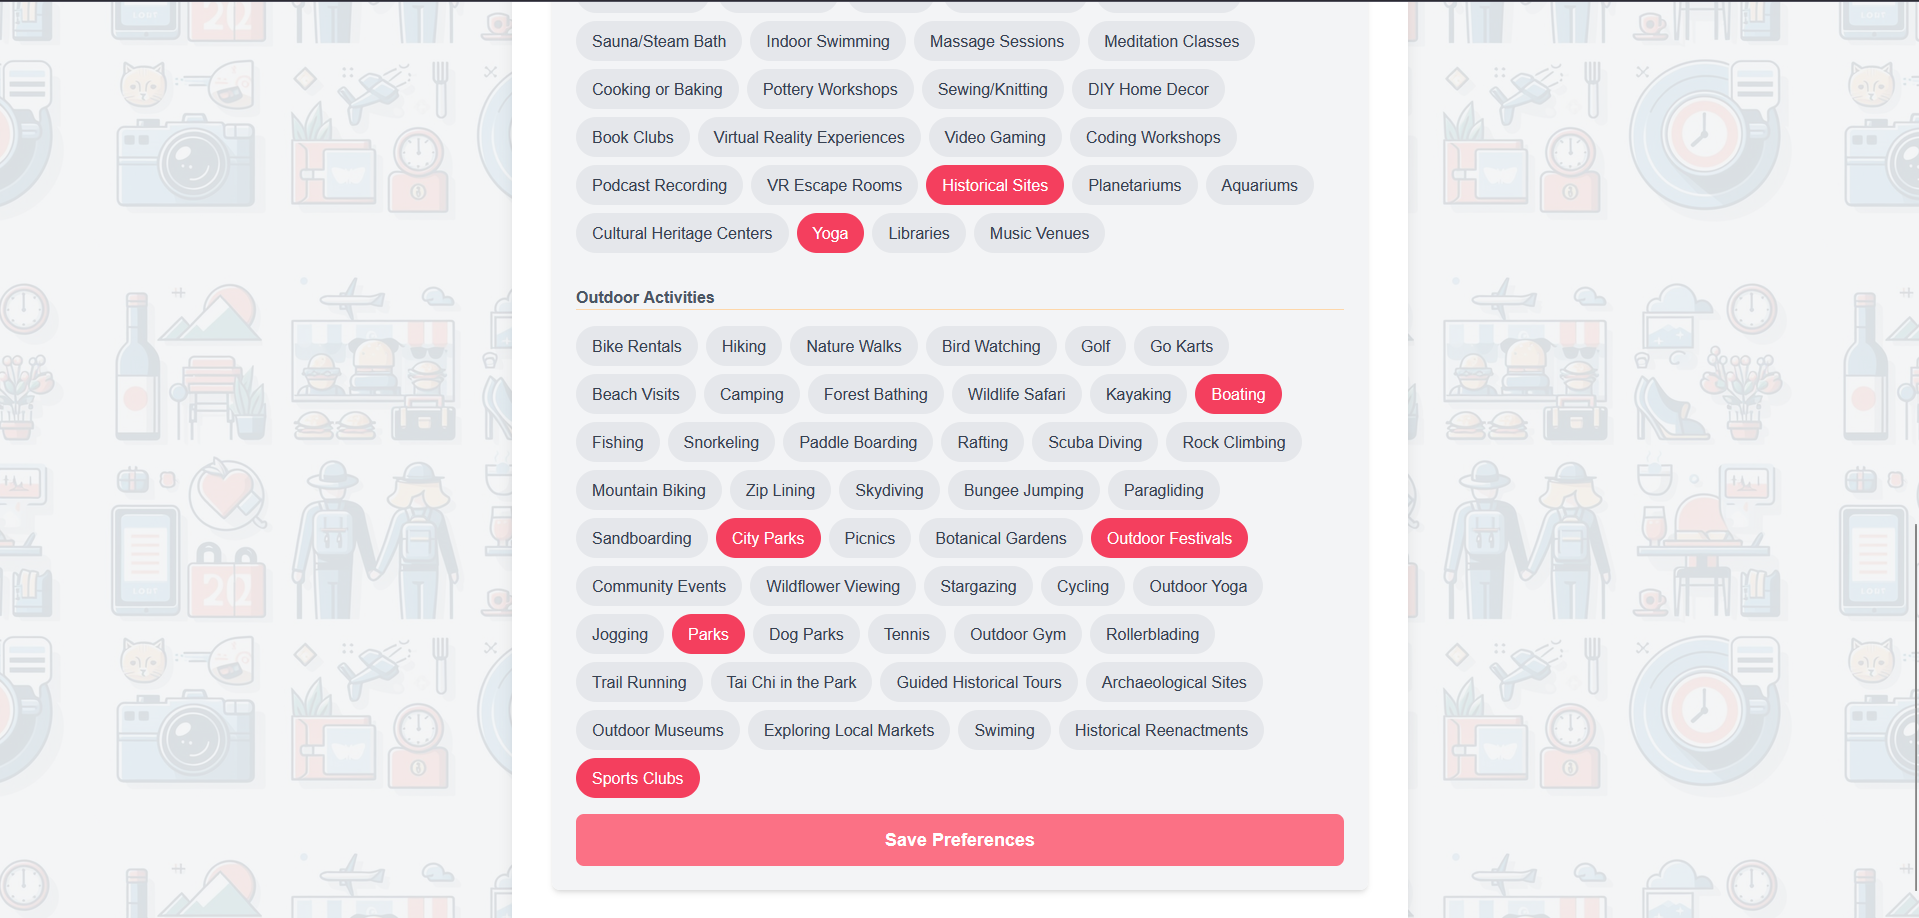 Sauna/Steam Bath Indoor Swimming Massage Sessions Meditation Classes
Cooking or Baking Pottery Workshops Sewing/Knitting DIY Home Decor
Book Clubs Virtual Reality Experiences Video Gaming Coding Workshops
Podcast Recording VR Escape Rooms Historical Sites Planetariums Aquariums
Cultural Heritage Centers Yoga Libraries Music Venues
Outdoor Activities
Bike Rentals Hiking Nature Walks Bird Watching Golf Go Karts
Beach Visits Camping Forest Bathing Wildlife Safari Kayaking Boating
Fishing Snorkeling Paddle Boarding Rafting Scuba Diving Rock Climbing
Mountain Biking Zip Lining Skydiving Bungee Jumping Paragliding
Sandboarding City Parks Picnics Botanical Gardens Outdoor Festivals
Community Events Wildflower Viewing Stargazing Cycling Outdoor Yoga
Jogging Parks Dog Parks Tennis Outdoor Gym Rollerblading
Trail Running Tai Chi in the Park Guided Historical Tours Archaeological Sites
Outdoor Museums Exploring Local Markets Swiming Historical Reenactments
Sports Clubs
Save Preferences
20